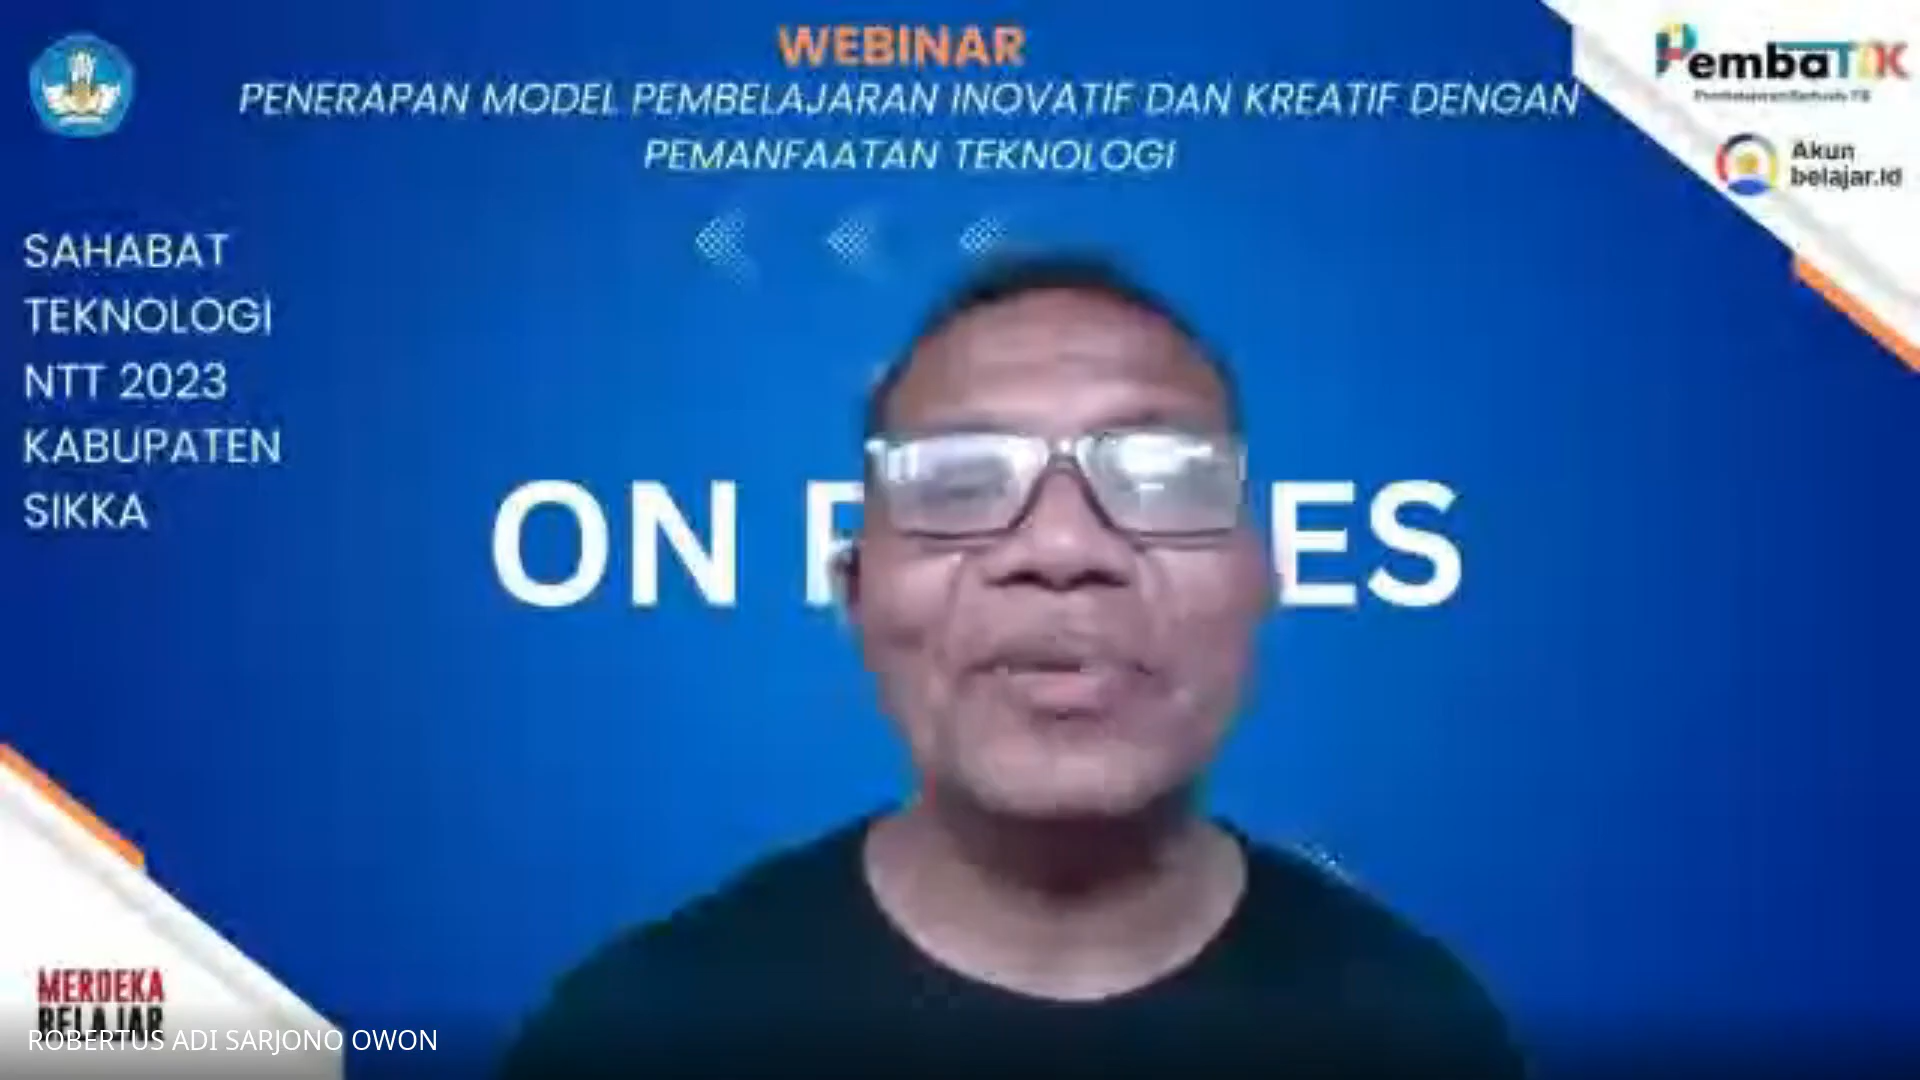 WEBINAR
PENERAPAN MODEL PEMBELAJARAN INOVATIF DAN KREATIF DENGAN
PEMANFAATAN TEKNOLOGI
PembaTIK
Akun
belajar.id
SAHABAT
TEKNOLOGI
NTT 2023
KABUPATEN
SIKKA
ON
ES
MERDEKA
BELAJAR
ROBERTUS ADI SARJONO OWON